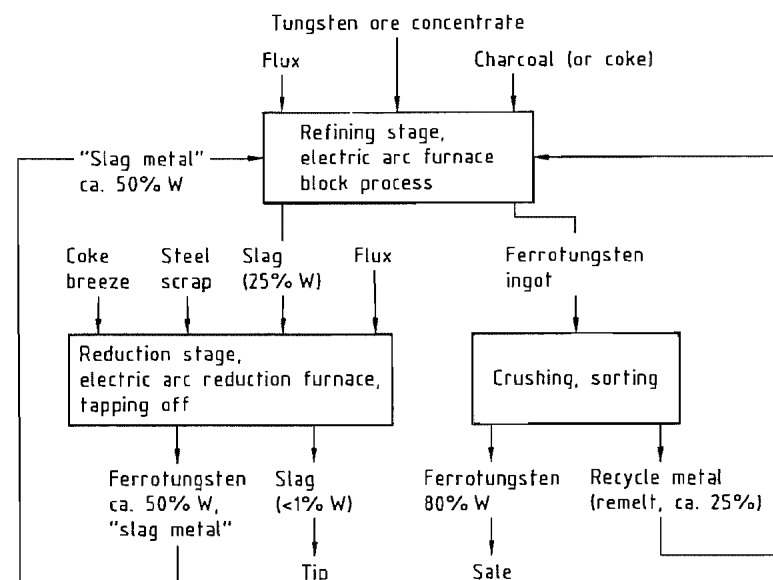 Tungsten ore concentrate
Flux
Charcoal (or coke)
Refining stage,
electric arc furnace
block process
"Slag metal"
ca. 50% W
Coke
breeze
Steel
scrap
Slag
(25% W)
Flux
Ferrotungsten
ingot
Reduction stage,
electric arc reduction furnace,
tapping off
Crushing, sorting
Ferrotungsten
ca. 50% W,
"slag metal"
Slag
(<1% W)
Ferrotungsten
80% W
Recycle metal
(remelt, ca. 25%)
Tip
Sale